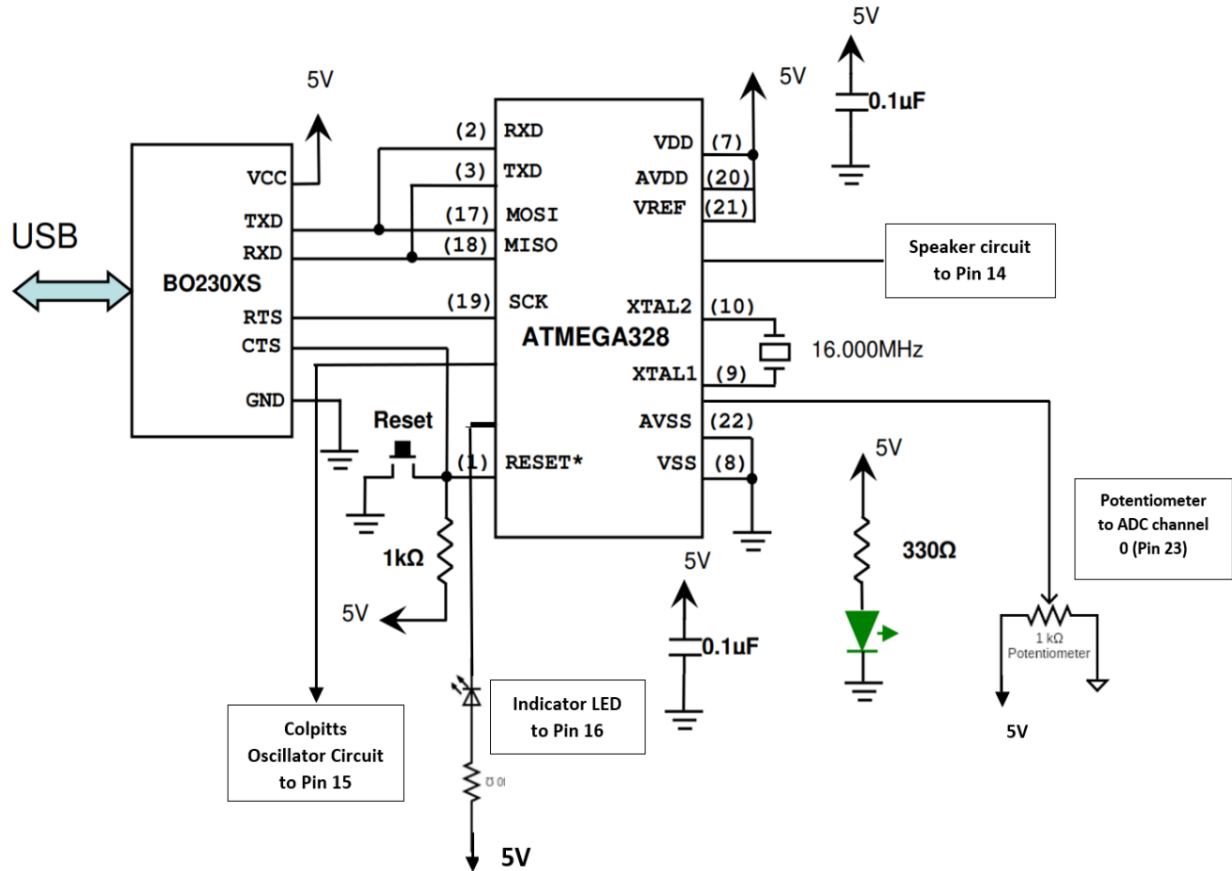 5V
0.1µF
5V
5V
USB
BO230XS
VCC
TXD
RXD
RTS
CTS
GND
(2) RXD
(3) TXD
(17) MOSI
(18) MISO
(19) SCK
ATMEGA328
(1) RESET*
VDD (7)
AVDD (20)
VREF (21)
XTAL2 (10)
XTAL1 (9)
AVSS (22)
VSS (8)
Speaker circuit
to Pin 14
16.000MHz
Reset
1kΩ
5V
5V
0.1uF
5V
330Ω
Potentiometer
to ADC channel
0 (Pin 23)
1 kΩ
Potentiometer
5V
Colpitts
Oscillator Circuit
to Pin 15
Indicator LED
to Pin 16
5V